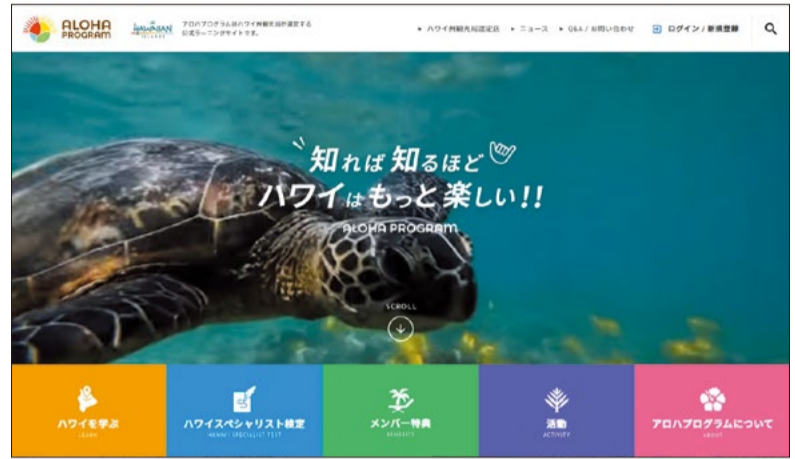 ALOHA
PROGRAM
HAWAIIAN
ISLANDS
アロハプログラムはハワイ州観光局が運営する
公式ラーニングサイトです。
ハワイ州観光局認定店
ニュース
Q&A / お問い合わせ
ログイン / 新規登録
知れば知るほど
ハワイはもっと楽しい!!
ALOHA PROGRAM
SCROLL
ハワイを学ぶ
LEARN
ハワイスペシャリスト検定
HAWAII SPECIALIST TEST
メンバー特典
BENEFITS
活動
ACTIVITY
アロハプログラムについて
ABOUT